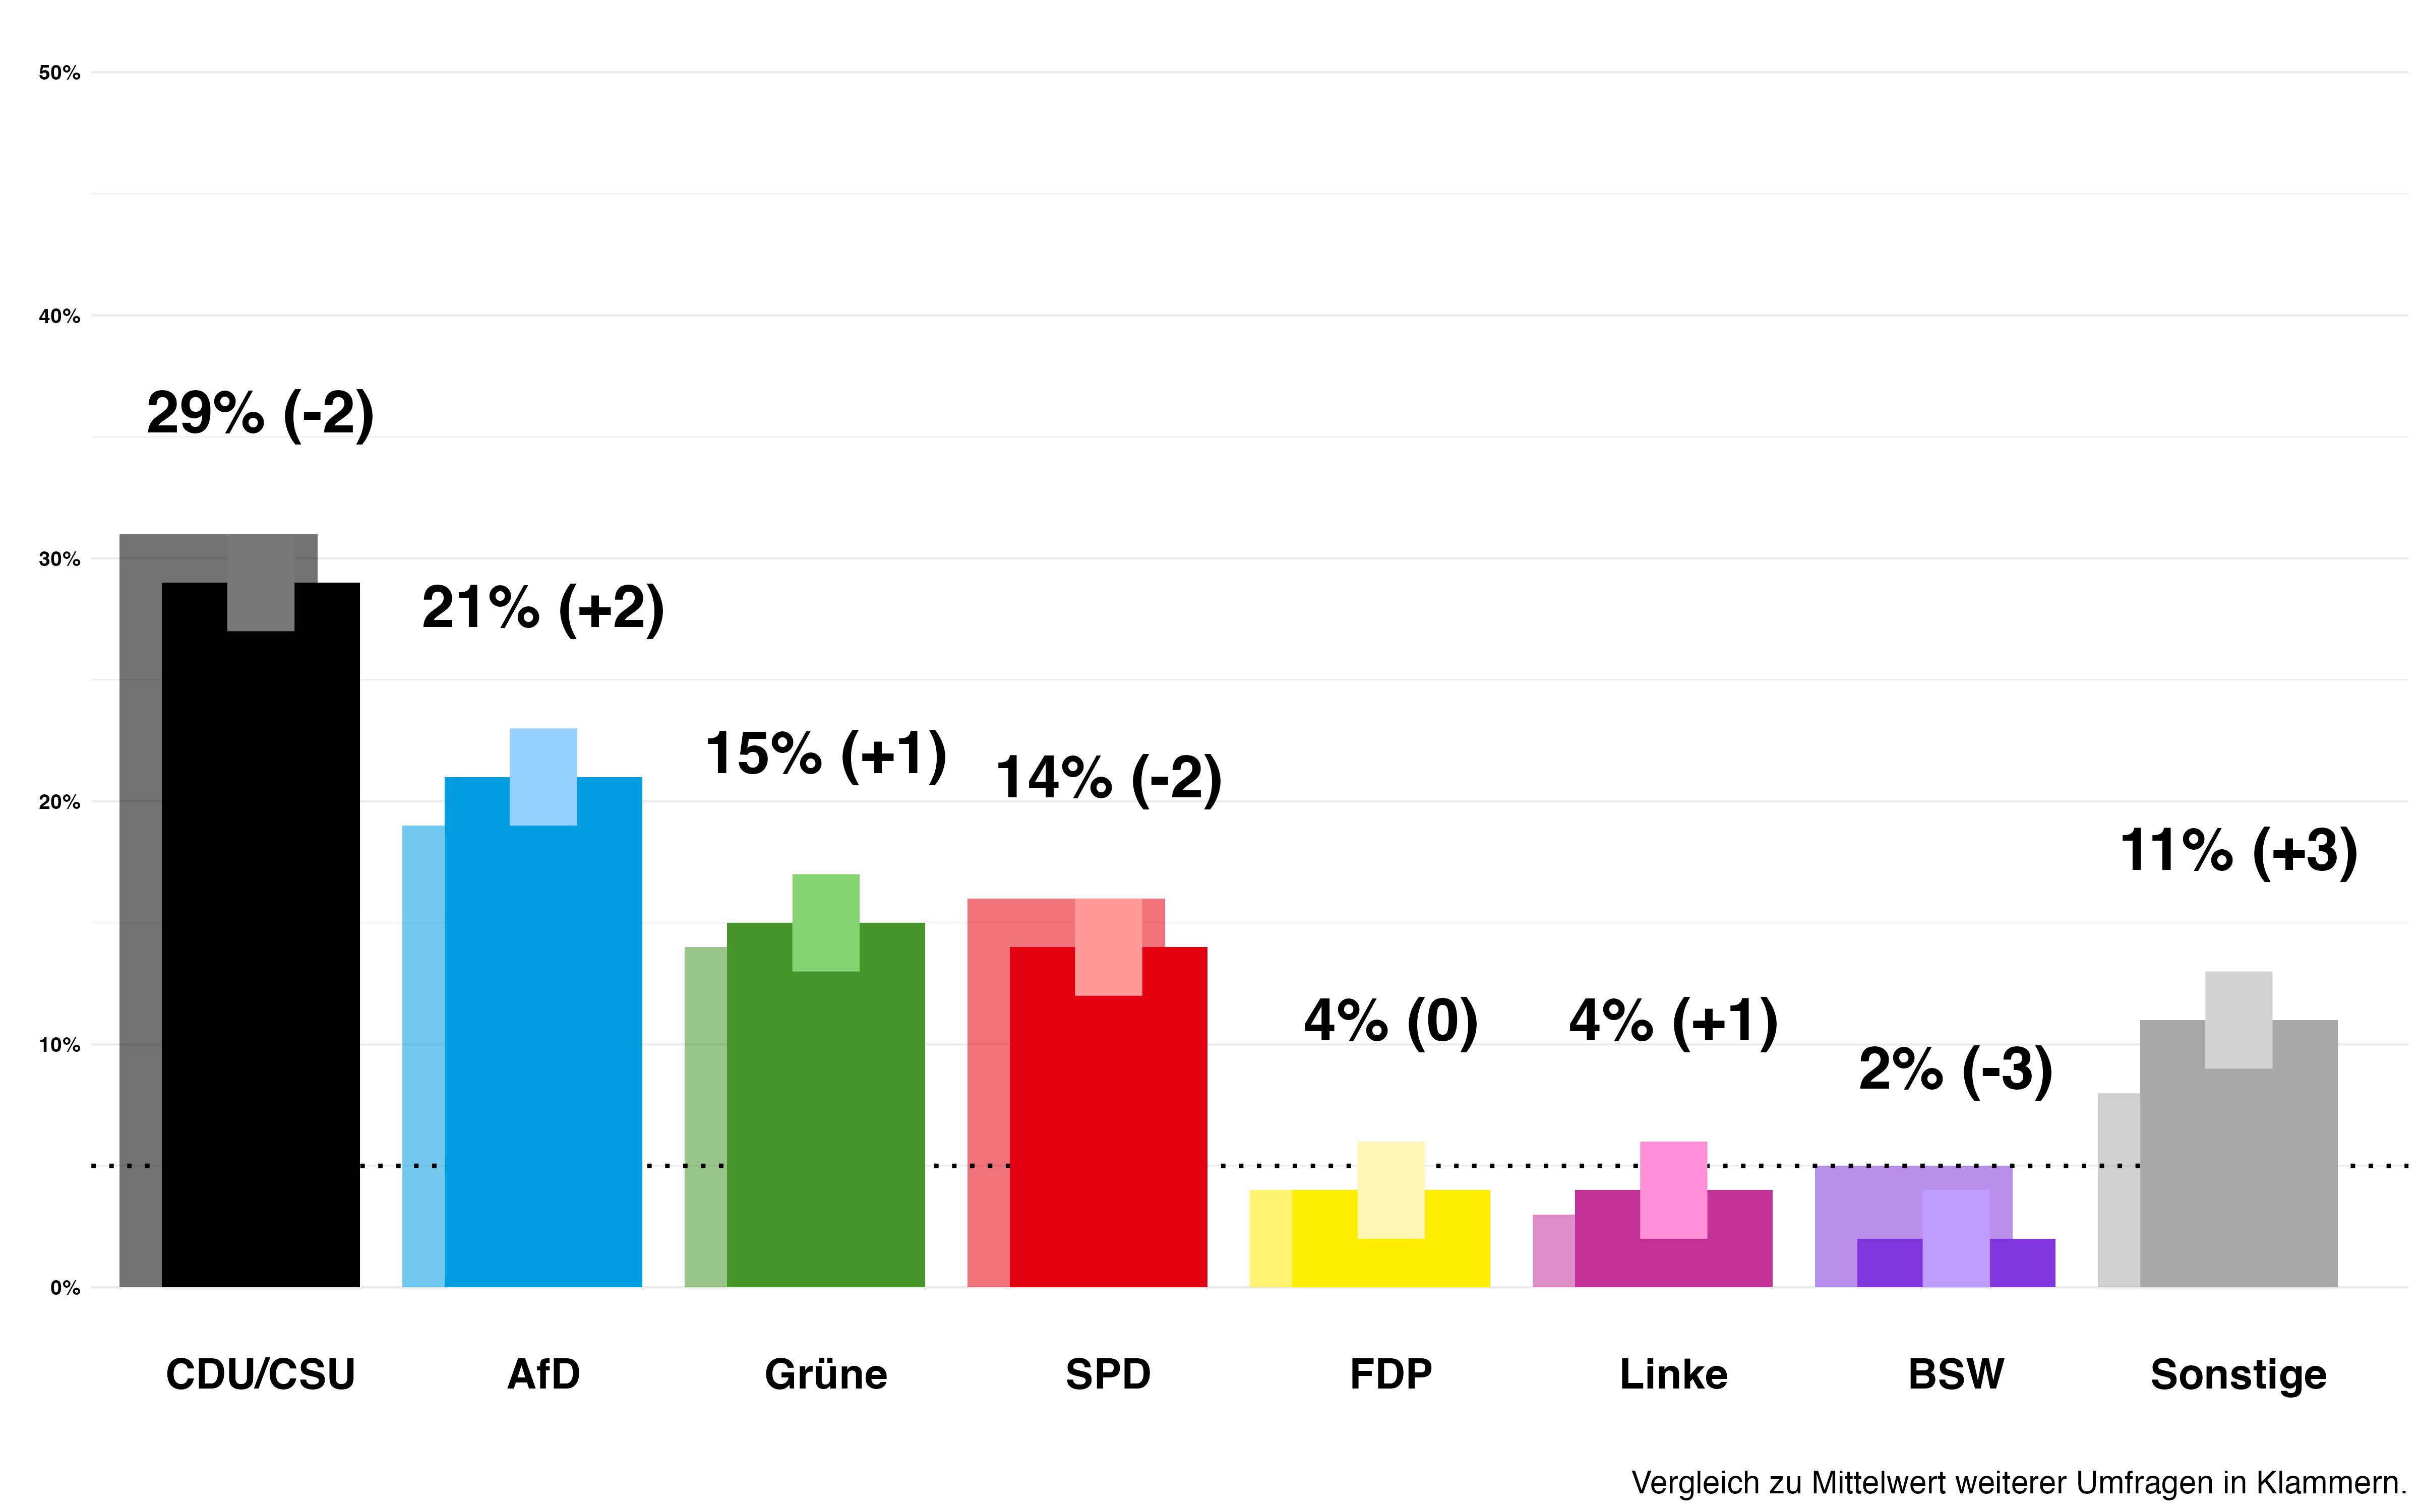 50%
40%
30%
20%
10%
0%
29% (-2)
21% (+2)
15% (+1)
14% (-2)
4% (0)
4% (+1)
2% (-3)
11% (+3)
CDU/CSU
AfD
Grüne
SPD
FDP
Linke
BSW
Sonstige
Vergleich zu Mittelwert weiterer Umfragen in Klammern.